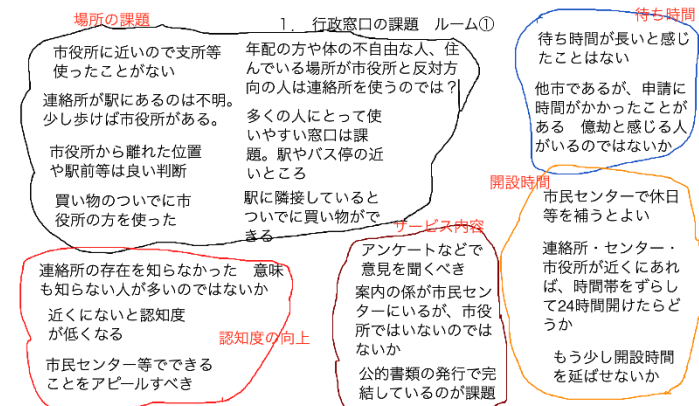 場所の課題
1． 行政窓口の課題　ルーム①
待ち時間
市役所に近いので支所等
使ったことがない
連絡所が駅にあるのは不明。
少し歩けば市役所がある。
市役所から離れた位置
や駅前等は良い判断
買い物のついでに市
役所の方を使った
年配の方や体の不自由な人、住
んでいる場所が市役所と反対方
向の人は連絡所を使うのでは？
多くの人にとって使
いやすい窓口は課
題。駅やバス停の近
いところ
駅に隣接していると
ついでに買い物がで
きる
待ち時間が長いと感じ
たことはない
他市であるが、申請に
時間がかかったことが
ある　億劫と感じる人
がいるのではないか
開設時間
市民センターで休日
等を補うとよい
連絡所・センター・
市役所が近くにあれ
ば、時間帯をずらし
て24時間開けたらど
うか
もう少し開設時間
を延ばせないか
サービス内容
アンケートなどで
意見を聞くべき
案内の係が市民セン
ターにいるが、市役
所ではいないのでは
ないか
公的書類の発行で完
結しているのが課題
連絡所の存在を知らなかった　意味
も知らない人が多いのではないか
近くにないと認知度
が低くなる
認知度の向上
市民センター等でできる
ことをアピールすべき